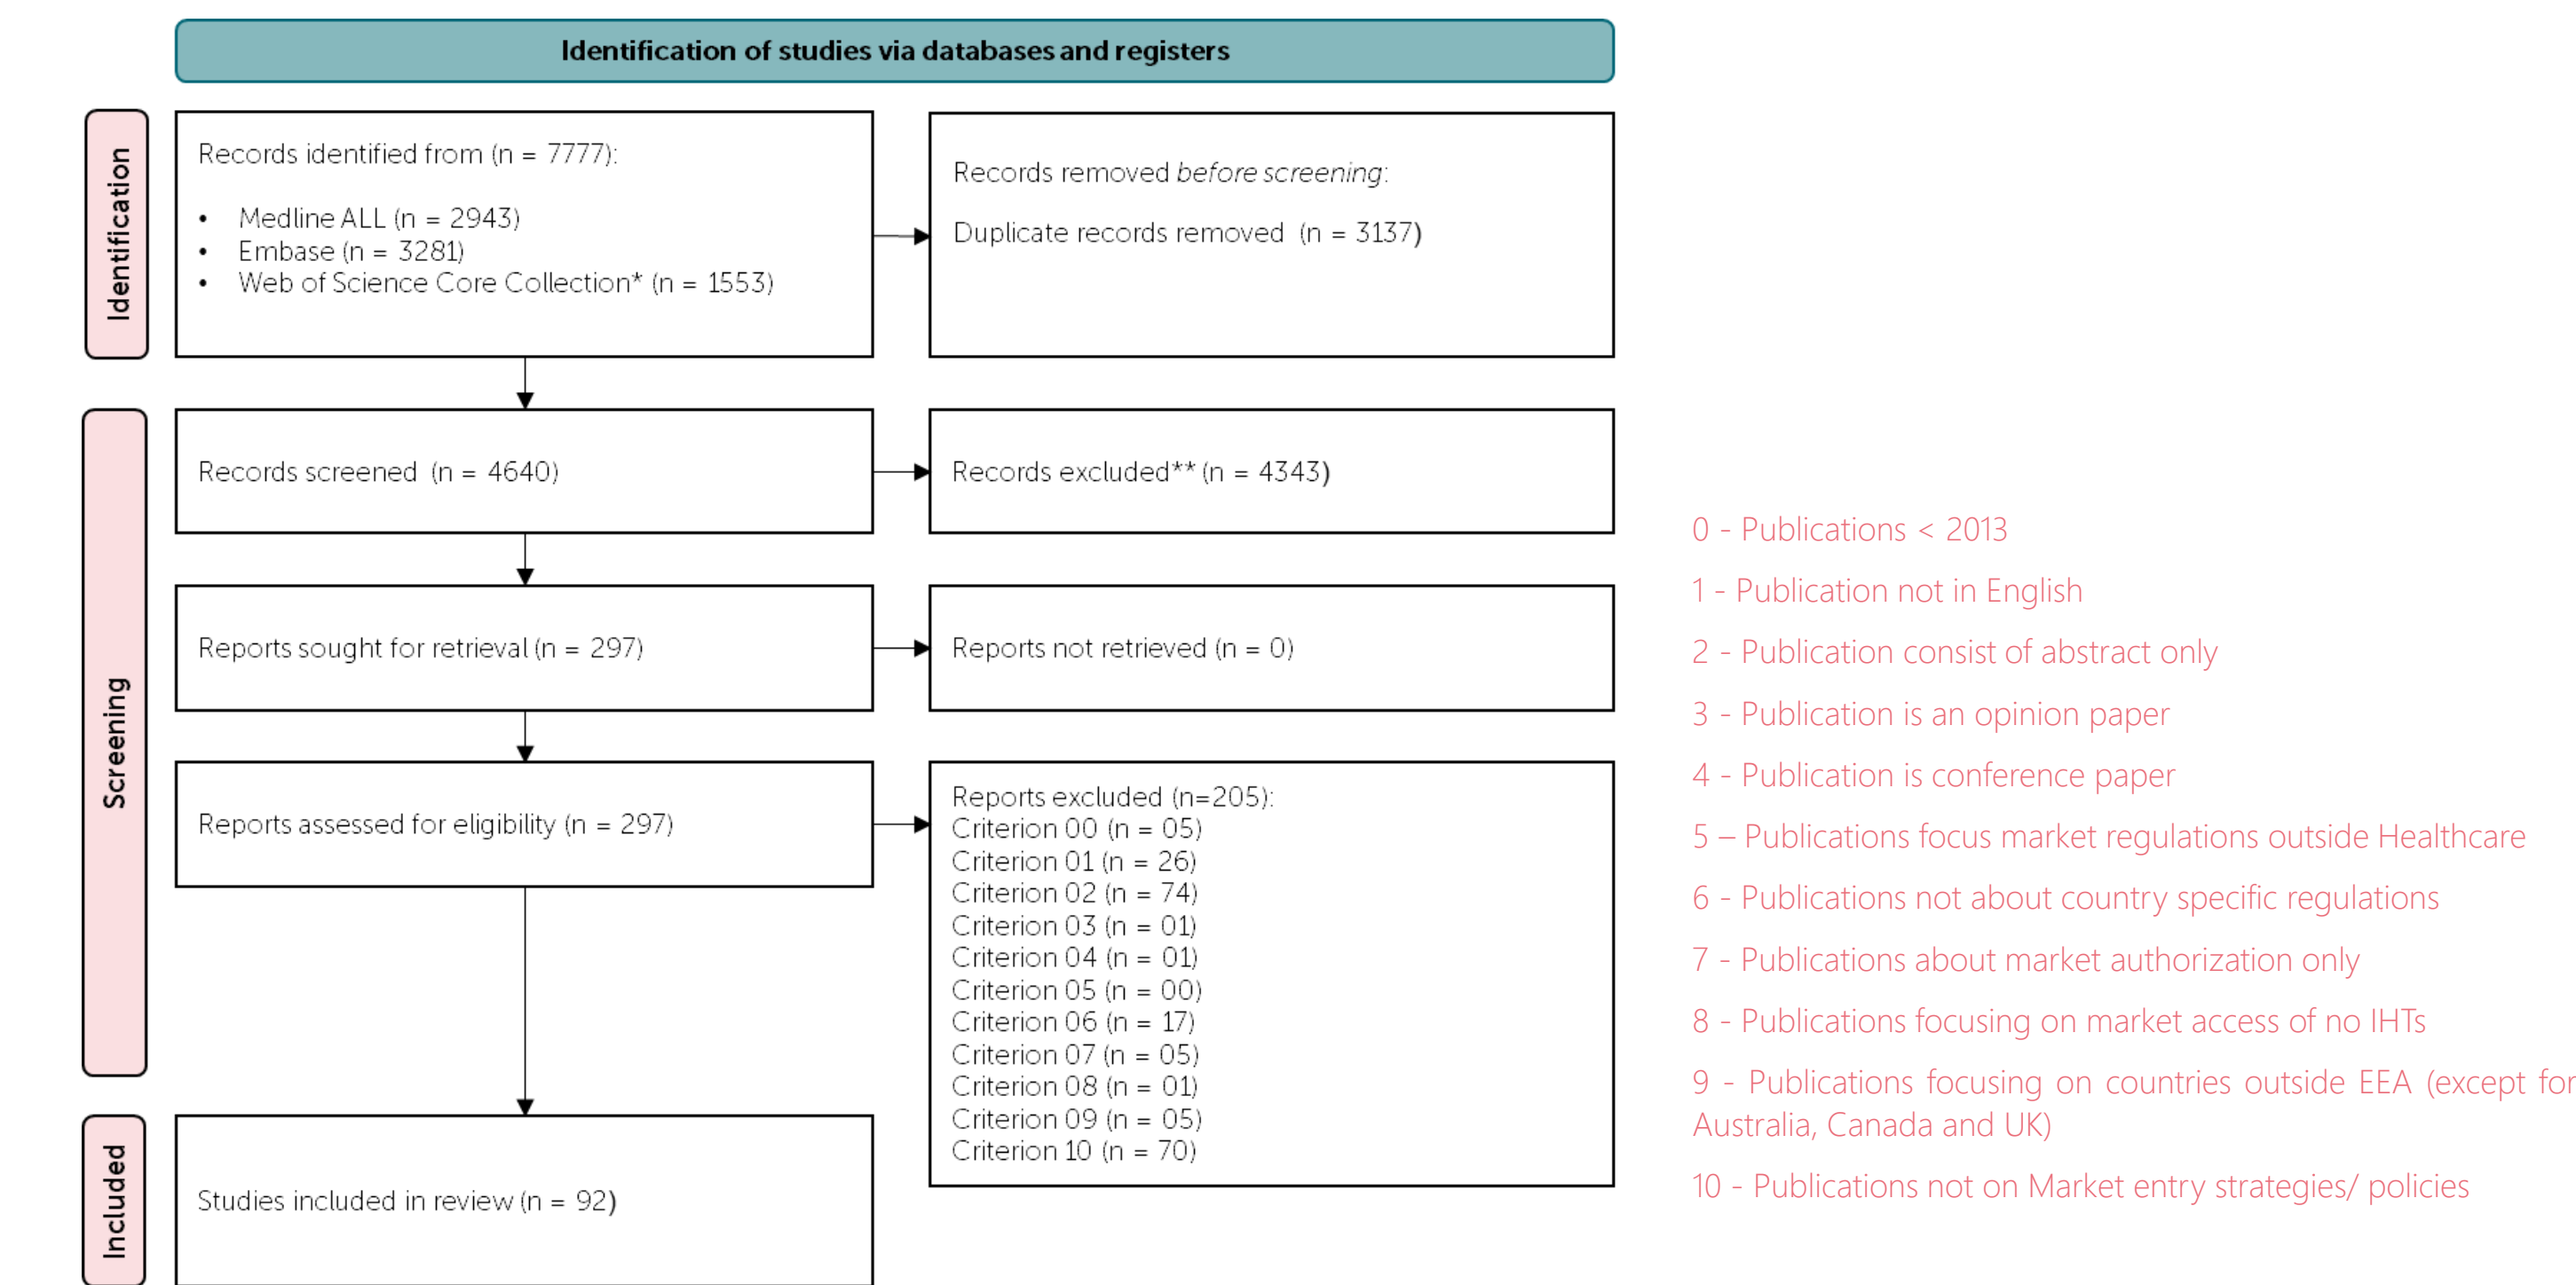 Identification of studies via databases and registers
Identification
Records identified from (n = 7777):
• Medline ALL (n = 2943)
• Embase (n = 3281)
• Web of Science Core Collection* (n = 1553)
Records removed before screening:
Duplicate records removed (n = 3137)
Screening
Records screened (n = 4640)
Records excluded** (n = 4343)
Reports sought for retrieval (n = 297)
Reports not retrieved (n = 0)
Reports assessed for eligibility (n = 297)
Reports excluded (n=205):
Criterion 00 (n = 05)
Criterion 01 (n = 26)
Criterion 02 (n = 74)
Criterion 03 (n = 01)
Criterion 04 (n = 01)
Criterion 05 (n = 00)
Criterion 06 (n = 17)
Criterion 07 (n = 05)
Criterion 08 (n = 01)
Criterion 09 (n = 05)
Criterion 10 (n = 70)
Included
Studies included in review (n = 92)
0 - Publications < 2013
1 - Publication not in English
2 - Publication consist of abstract only
3 - Publication is an opinion paper
4 - Publication is conference paper
5 – Publications focus market regulations outside Healthcare
6 - Publications not about country specific regulations
7 - Publications about market authorization only
8 - Publications focusing on market access of no IHTs
9 - Publications focusing on countries outside EEA (except for
Australia, Canada and UK)
10 - Publications not on Market entry strategies/ policies